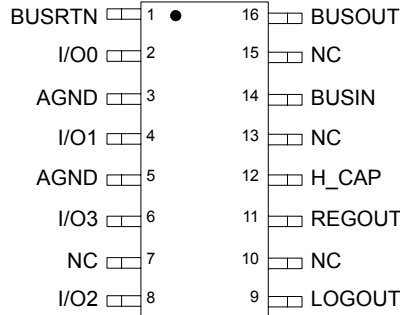 BUSRTN 1 16 BUSOUT
I/O0 2 15 NC
AGND 3 14 BUSIN
I/O1 4 13 NC
AGND 5 12 H_CAP
I/O3 6 11 REGOUT
NC 7 10 NC
I/O2 8 9 LOGOUT